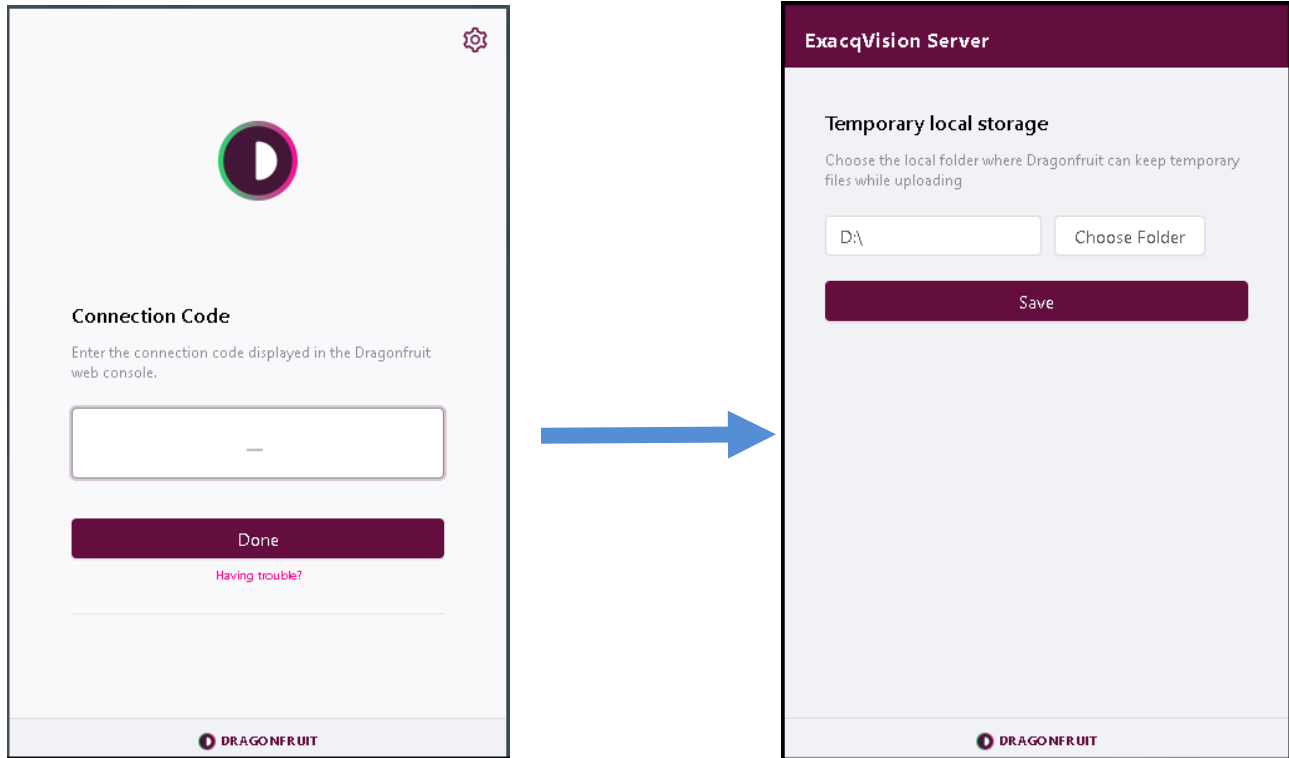 Connection Code
Enter the connection code displayed in the Dragonfruit
web console.
Done
Having trouble?
DRAGONFRUIT
ExacqVision Server
Temporary local storage
Choose the local folder where Dragonfruit can keep temporary
files while uploading
D:\
Choose Folder
Save
DRAGONFRUIT